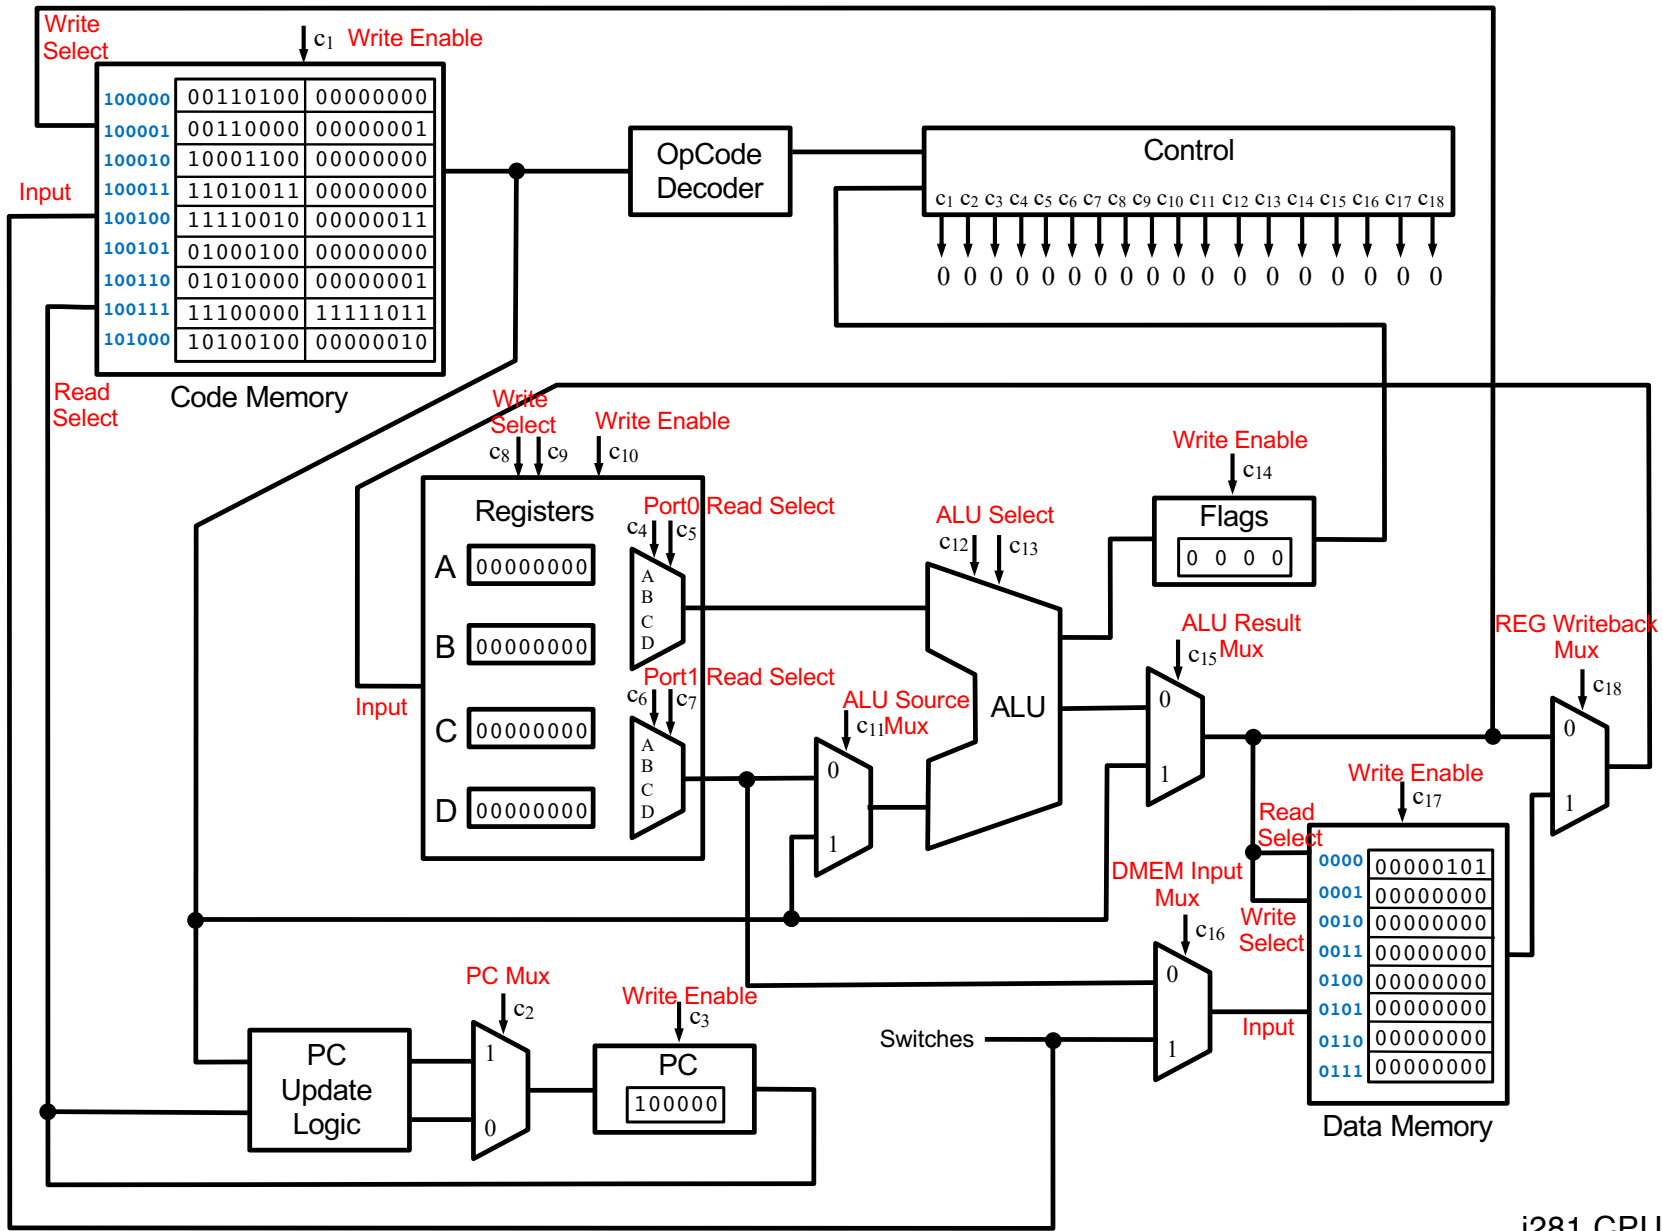 Write
Select
c1 Write Enable
100000 00110100 00000000
100001 00110000 00000001
100010 10001100 00000000
100011 11010011 00000000
100100 11110010 00000011
100101 01000100 00000000
100110 01010000 00000001
100111 11100000 11111011
101000 10100100 00000010
Input
Read
Select
Code Memory
OpCode
Decoder
Control
c1 c2 c3 c4 c5 c6 c7 c8 c9 c10 c11 c12 c13 c14 c15 c16 c17 c18
0 0 0 0 0 0 0 0 0 0 0 0 0 0 0 0 0 0
Write
Select
Write Enable
c8 c9 c10
Registers
A 00000000
B 00000000
C 00000000
D 00000000
Input
Port0 Read Select
c4 c5
A
B
C
D
Port1 Read Select
c6 c7
A
B
C
D
ALU Source
Mux
c11
0
1
ALU Select
c12 c13
ALU
Write Enable
c14
Flags
0 0 0 0
ALU Result
Mux
c15
0
1
REG Writeback
Mux
c18
0
1
Write Enable
c17
Read
Select
Write
Select
Input
0000 00000101
0001 00000000
0010 00000000
0011 00000000
0100 00000000
0101 00000000
0110 00000000
0111 00000000
Data Memory
DMEM Input
Mux
c16
0
1
Switches
PC Mux
c2
1
0
Write Enable
c3
PC
100000
PC
Update
Logic
i281 CPU